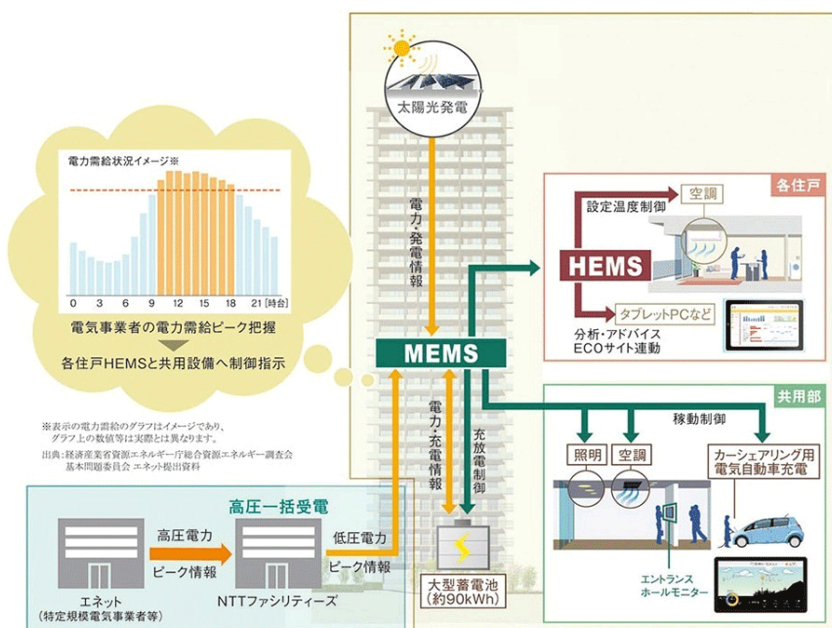 太陽光発電
電力需給状況イメージ※
0 3 6 9 12 15 18 21 [時台]
電気事業者の電力需給ピーク把握
各住戸HEMSと共用設備へ制御指示
※表示の電力需給のグラフはイメージであり、
グラフ上の数値等は実際とは異なります。
出典:経済産業省資源エネルギー庁総合資源エネルギー調査会
基本問題委員会 エネット提出資料
電力・発電情報
MEMS
電力・充電情報
充放電制御
大型蓄電池
(約90kWh)
各住戸
設定温度制御
空調
HEMS
タブレットPCなど
分析・アドバイス
ECOサイト連動
共用部
稼動制御
照明
空調
カーシェアリング用
電気自動車充電
エントランス
ホールモニター
高圧一括受電
高圧電力
ピーク情報
低圧電力
ピーク情報
エネット
(特定規模電気事業者等)
NTTファシリティーズ